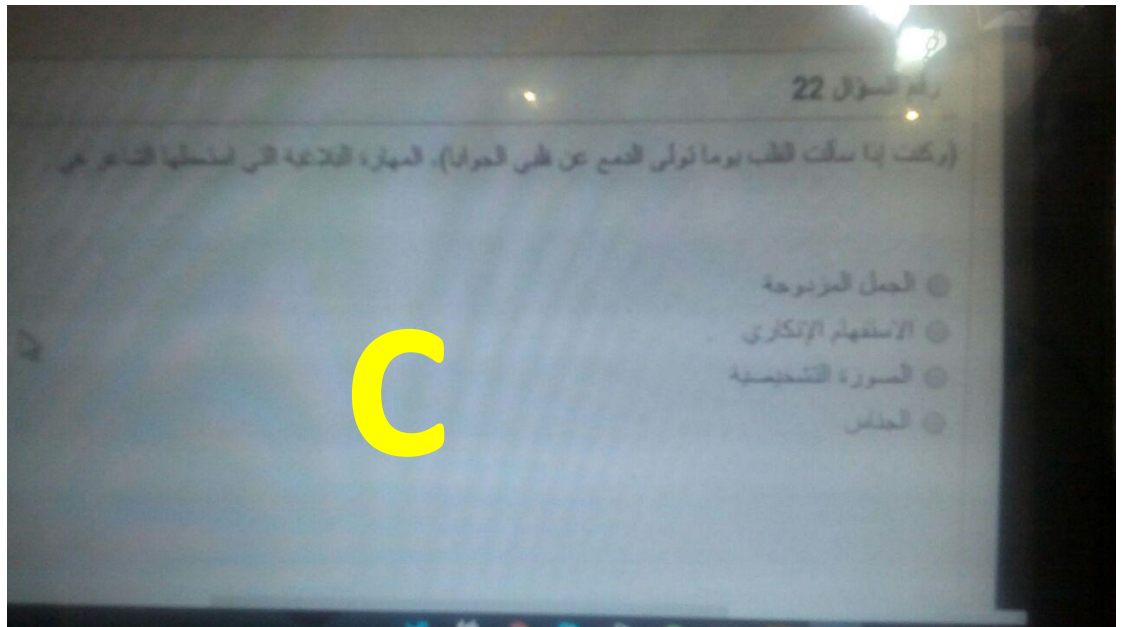 رقم السؤال 22
(وكنت إذا سألت القلب يوما تولى الدمع عن قلبي الجوابا). المهارة البلاغية التي استعملها الشاعر هي
الجمل المزدوجة
الاستفهام الإنكاري
الصورة التشخيصية
الجناس
C